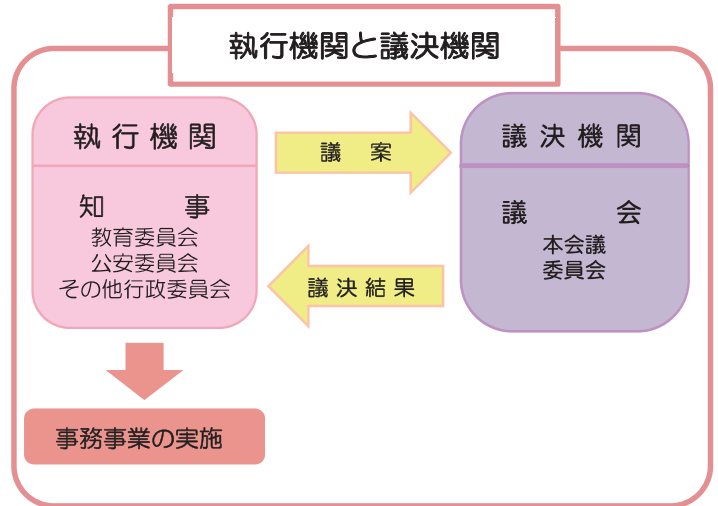 執行機関と議決機関
執行機関
知事
教育委員会
公安委員会
その他行政委員会
議案
議決結果
議決機関
議会
本会議
委員会
事務事業の実施